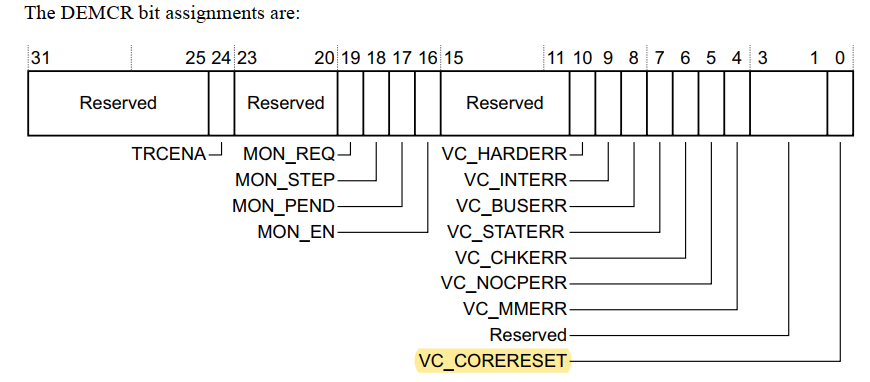 The DEMCR bit assignments are:
31 25 24 23 20 19 18 17 16 15 11 10 9 8 7 6 5 4 3 1 0
Reserved Reserved Reserved
TRCENA MON_REQ VC_HARDERR
MON_STEP VC_INTERR
MON_PEND VC_BUSERR
MON_EN VC_STATERR
VC_CHKERR
VC_NOCPERR
VC_MMERR
Reserved
VC_CORERESET